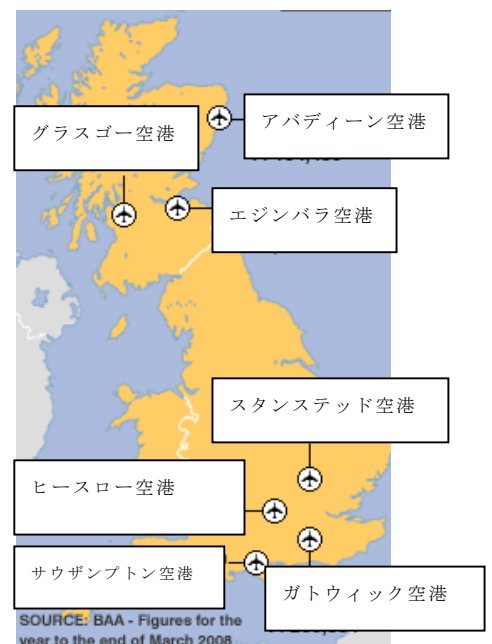 アバディーン空港
グラスゴー空港
エジンバラ空港
スタンステッド空港
ヒースロー空港
サウザンプトン空港
ガトウィック空港
SOURCE: BAA - Figures for the
year to the end of March 2008